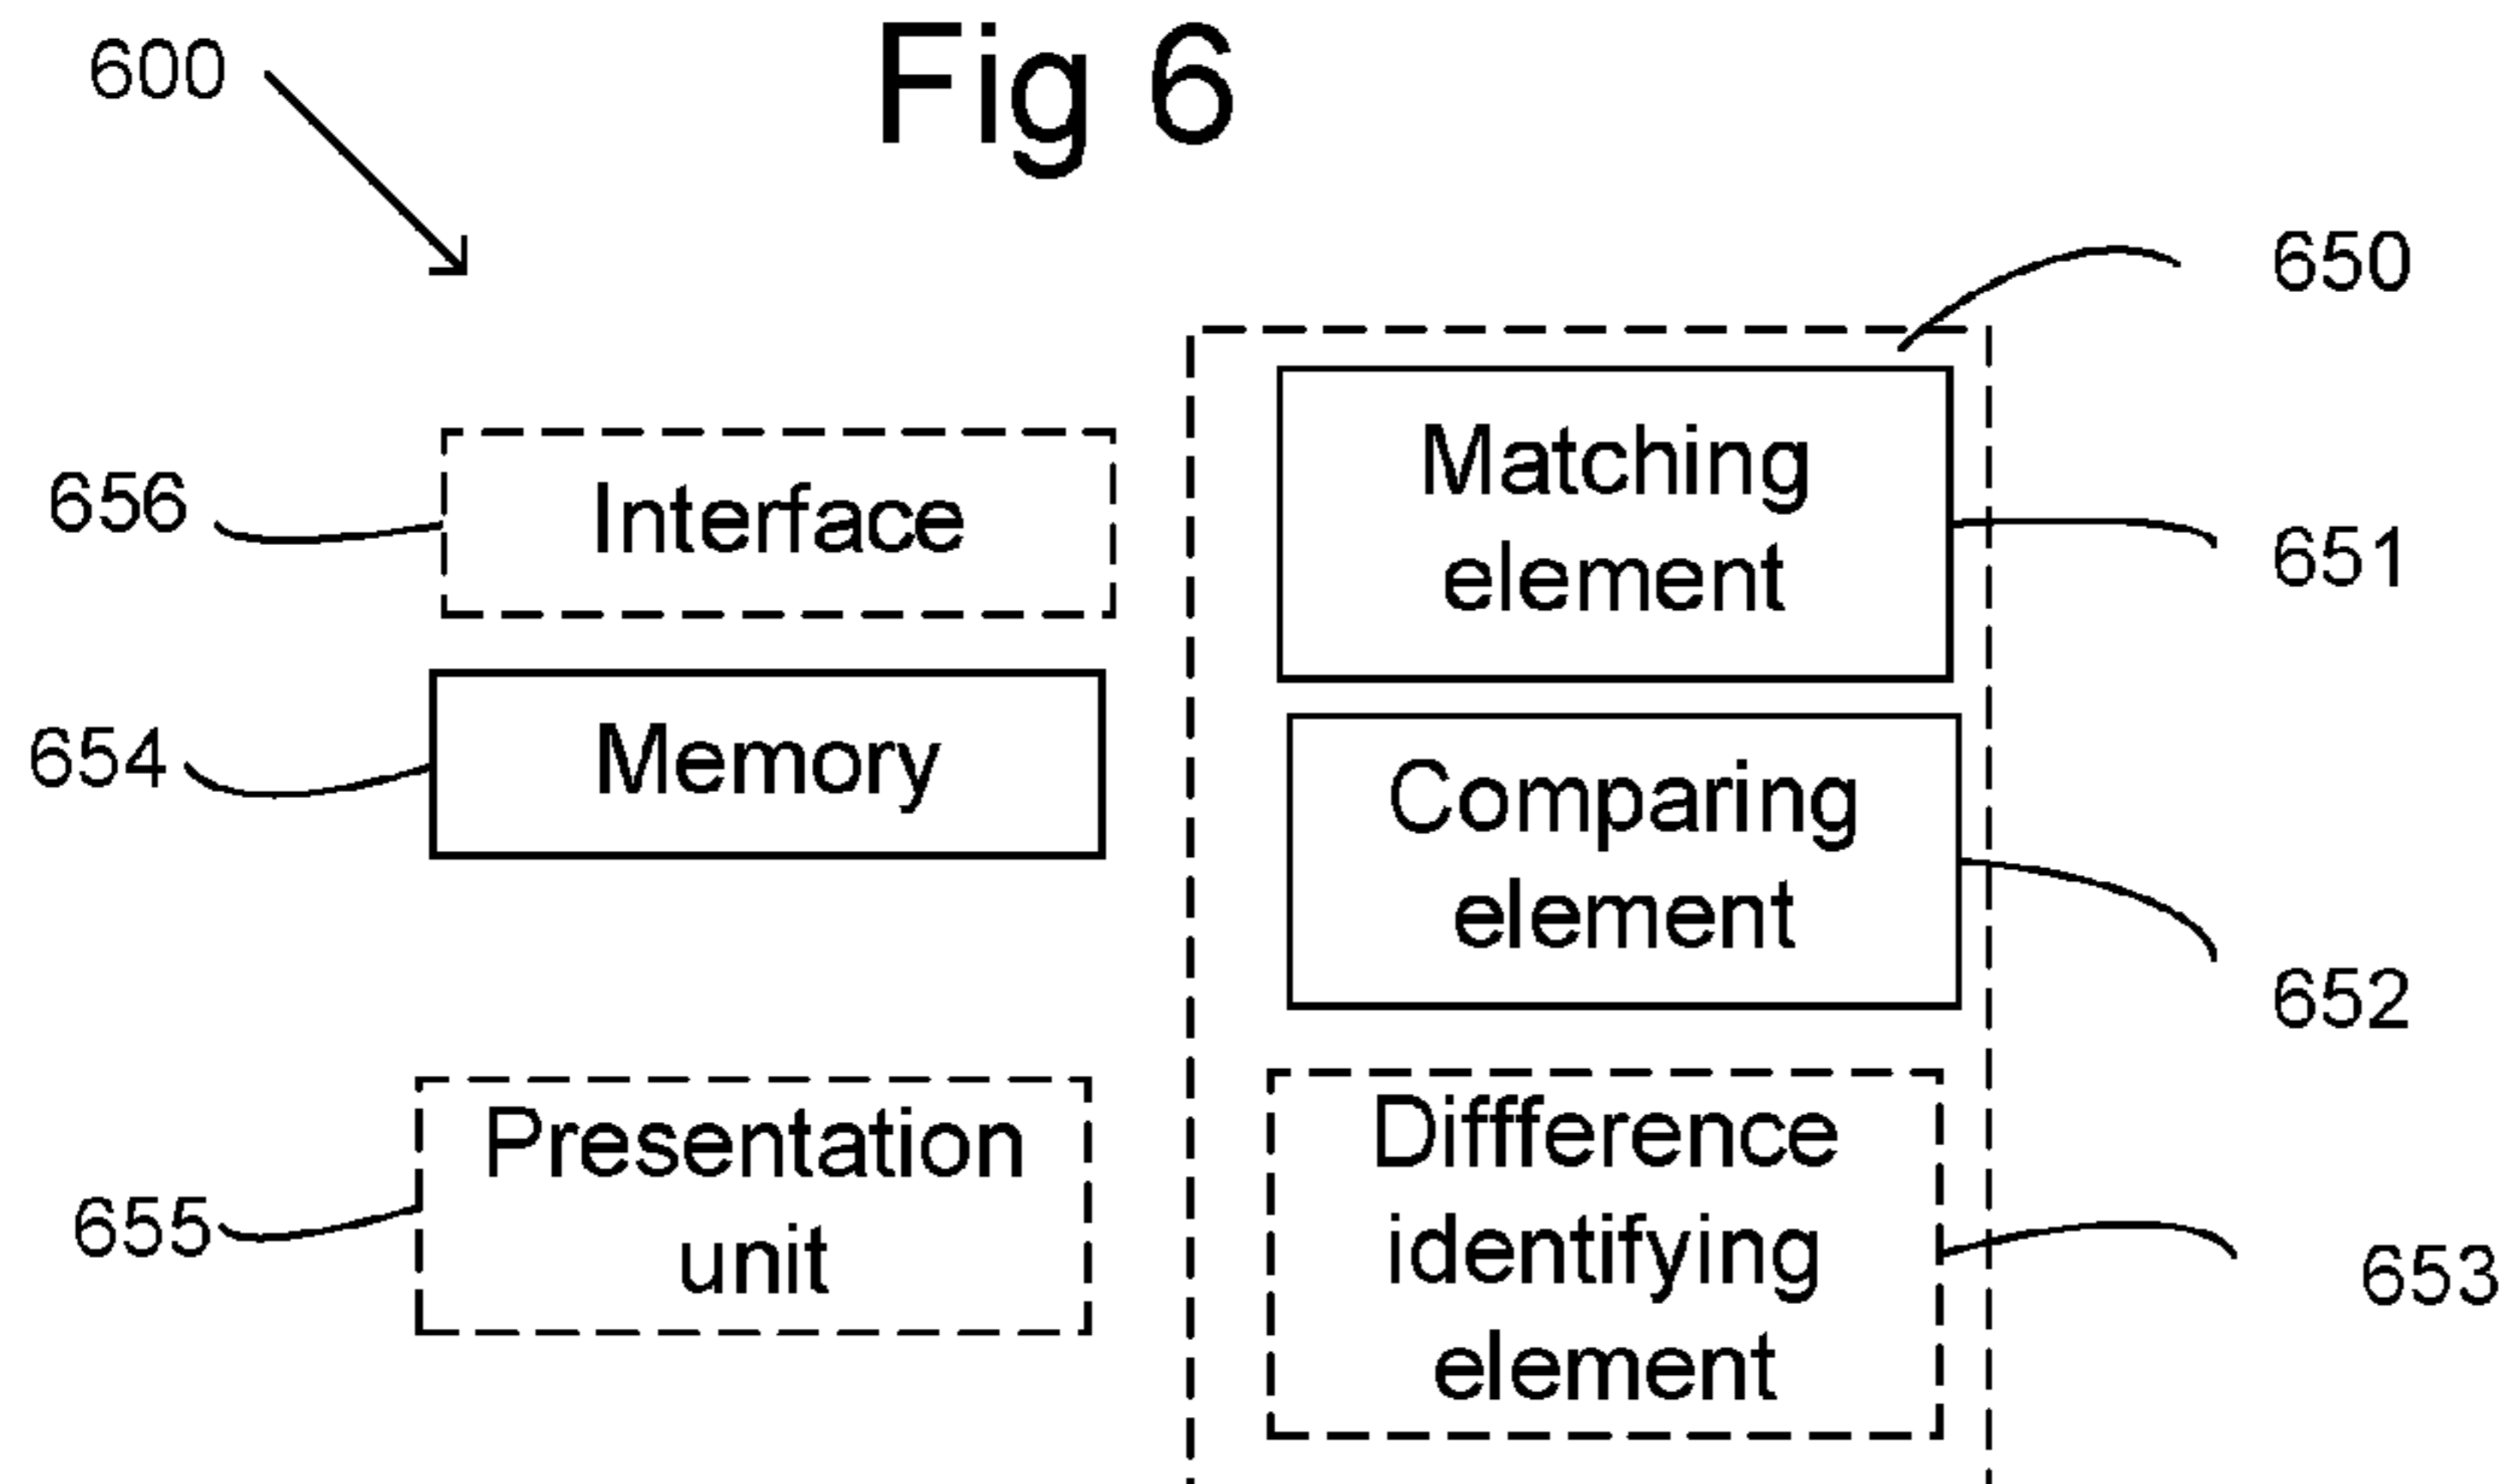 Fig 6
600
650
Matching
element
651
656
Interface
654
Memory
Comparing
element
652
655
Presentation
unit
Diffference
identifying
element
653